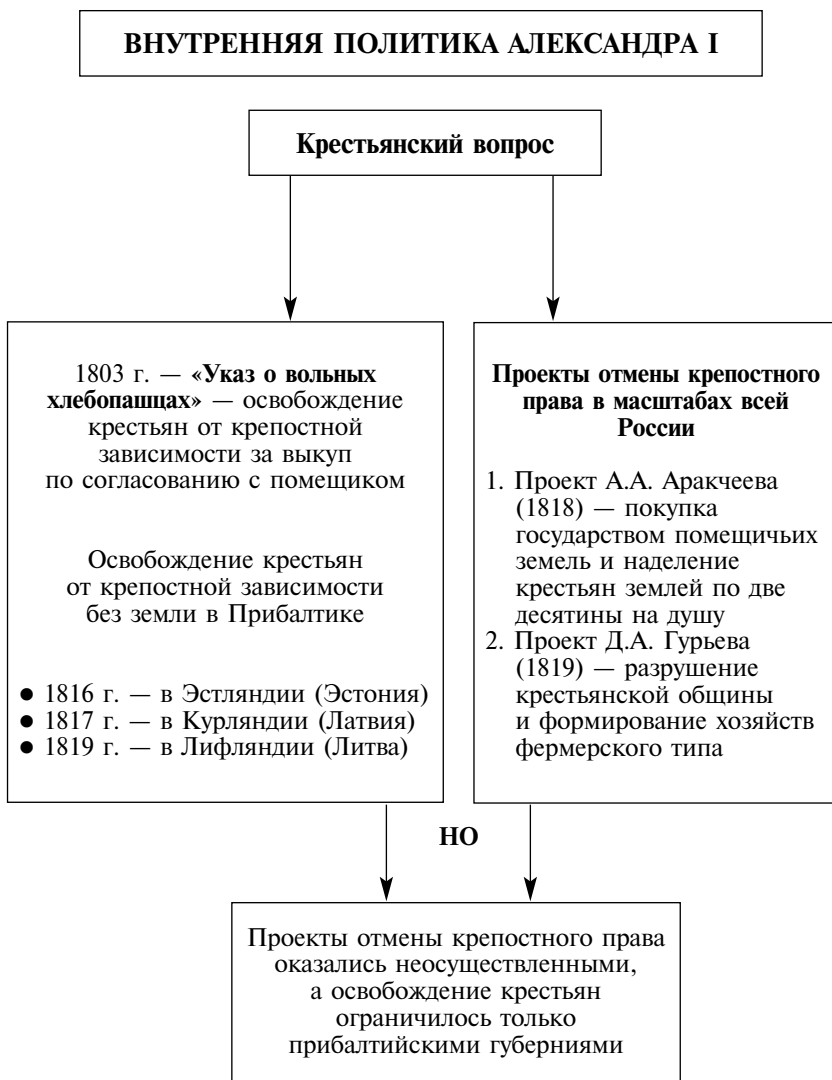 ВНУТРЕННЯЯ ПОЛИТИКА АЛЕКСАНДРА I
Крестьянский вопрос
1803 г. — «Указ о вольных
хлебопашцах» — освобождение
крестьян от крепостной
зависимости за выкуп
по согласованию с помещиком
Освобождение крестьян
от крепостной зависимости
без земли в Прибалтике
● 1816 г. — в Эстляндии (Эстония)
● 1817 г. — в Курляндии (Латвия)
● 1819 г. — в Лифляндии (Литва)
Проекты отмены крепостного
права в масштабах всей
России
1. Проект А.А. Аракчеева
(1818) — покупка
государством помещичьих
земель и наделение
крестьян землей по две
десятины на душу
2. Проект Д.А. Гурьева
(1819) — разрушение
крестьянской общины
и формирование хозяйств
фермерского типа
НО
Проекты отмены крепостного права
оказались неосуществленными,
а освобождение крестьян
ограничилось только
прибалтийскими губерниями